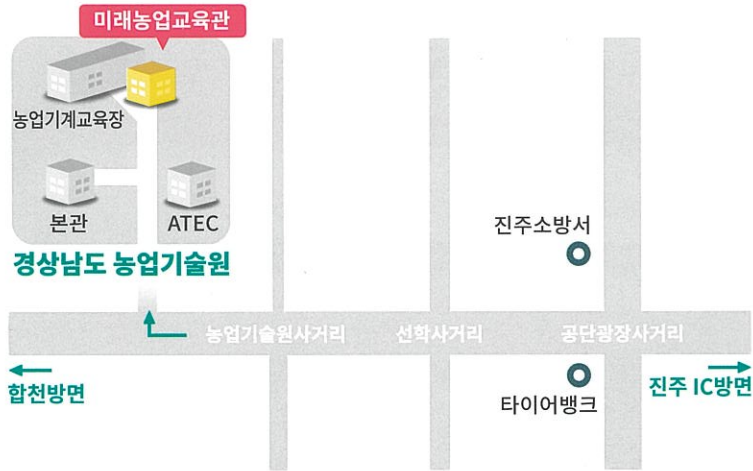 미래농업교육관
농업기계교육장
본관
ATEC
경상남도 농업기술원
진주소방서
농업기술원사거리
선학사거리
공단광장사거리
합천방면
타이어뱅크
진주 IC방면